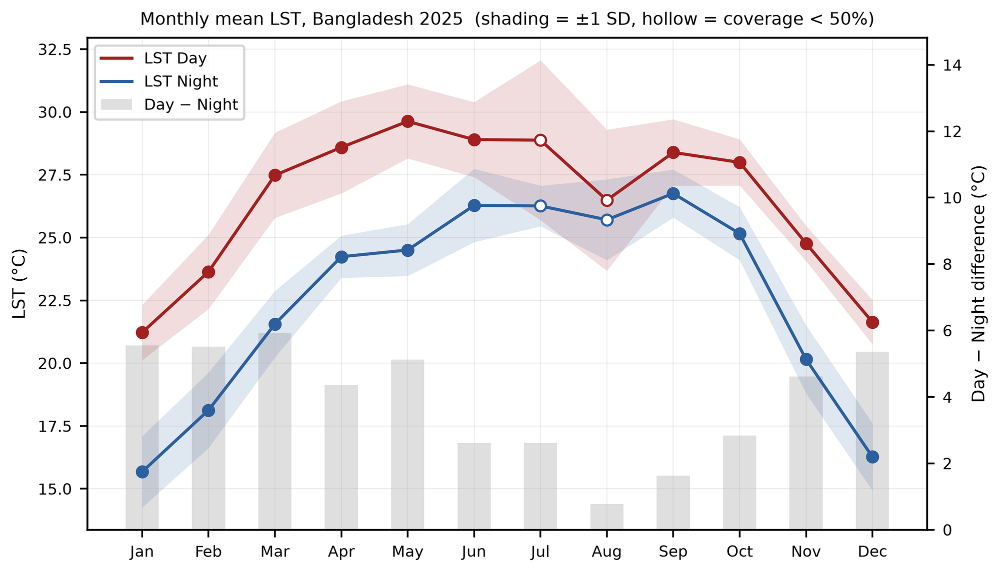 Monthly mean LST, Bangladesh 2025  (shading = ±1 SD, hollow = coverage < 50%)
LST Day
LST Night
Day − Night
LST (°C)
32.5
30.0
27.5
25.0
22.5
20.0
17.5
15.0
Day − Night difference (°C)
14
12
10
8
6
4
2
0
Jan Feb Mar Apr May Jun Jul Aug Sep Oct Nov Dec